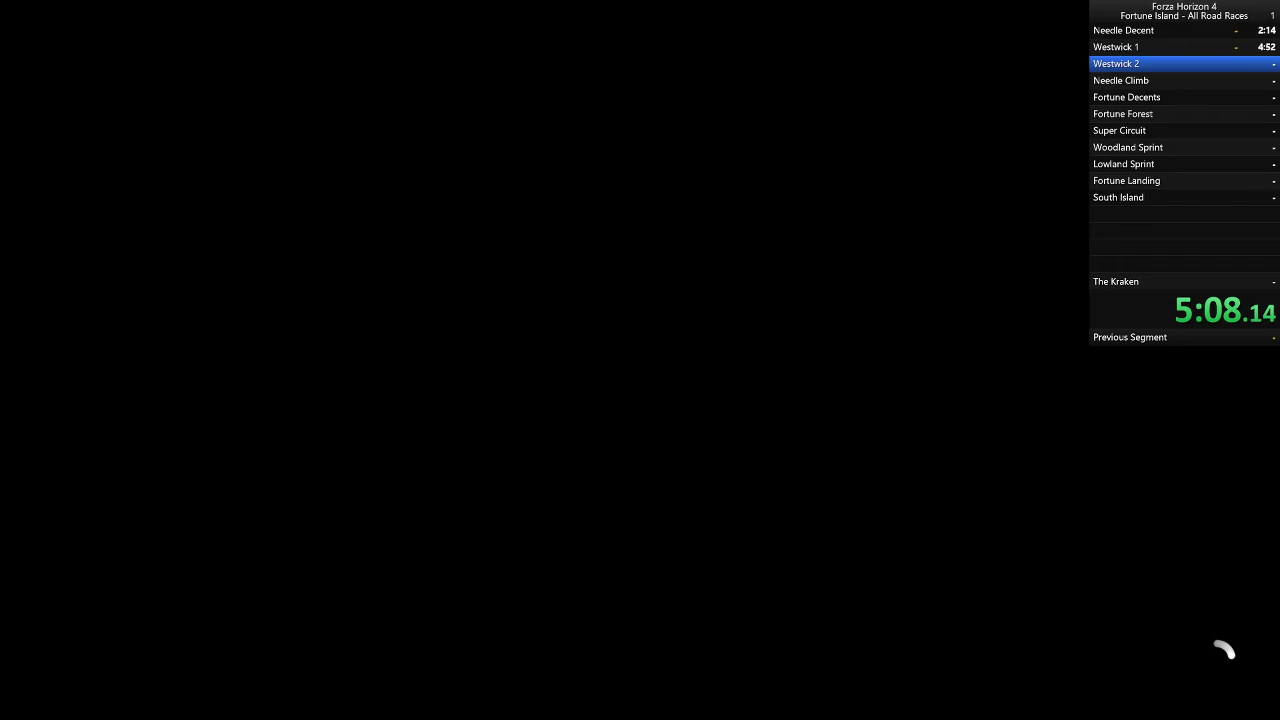 Forza Horizon 4
Fortune Island - All Road Races 1
Needle Decent - 2:14
Westwick 1 - 4:52
Westwick 2 -
Needle Climb -
Fortune Decents -
Fortune Forest -
Super Circuit -
Woodland Sprint -
Lowland Sprint -
Fortune Landing -
South Island -
The Kraken -
5:08.14
Previous Segment -